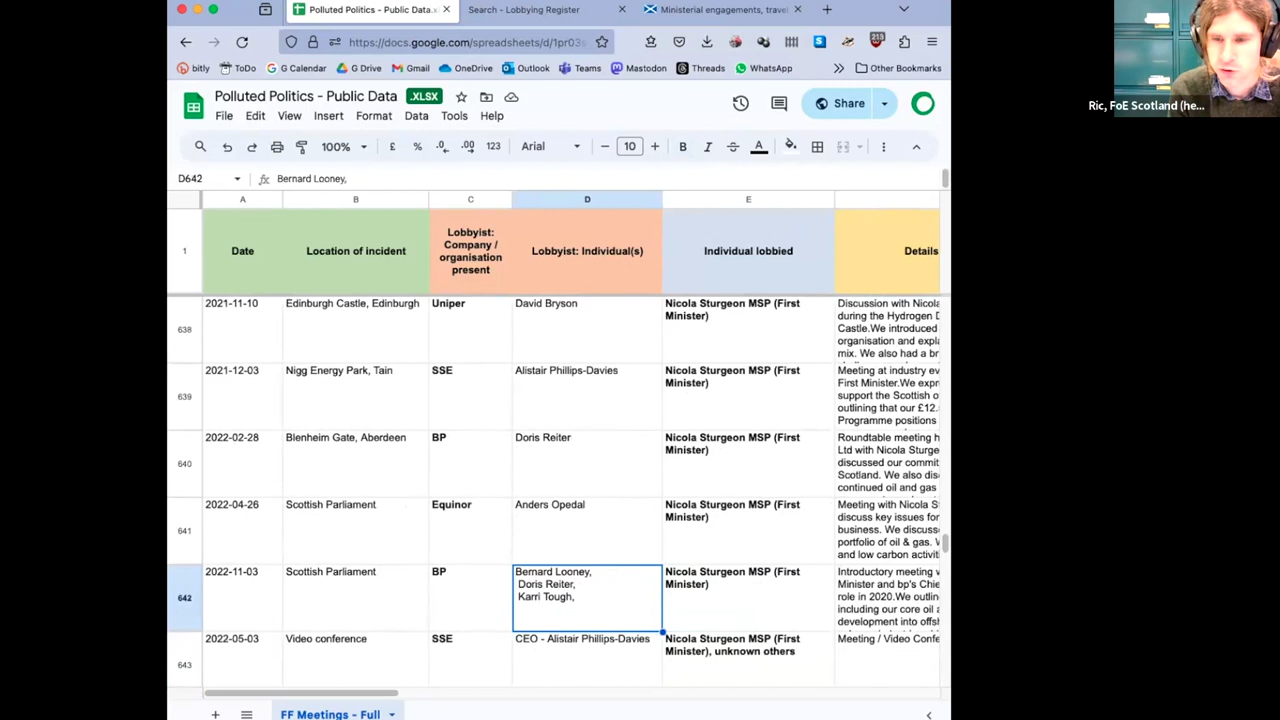 Polluted Politics - Public Data.x
Search - Lobbying Register
Ministerial engagements, travel
https://docs.google.com/spreadsheets/d/1pr03s
213
bitly
ToDo
G Calendar
G Drive
Gmail
OneDrive
Outlook
Teams
Mastodon
Threads
WhatsApp
Other Bookmarks
Polluted Politics - Public Data
.XLSX
Share
File Edit View Insert Format Data Tools Help
100%
£
%
.0
.00
123
Arial
10
B
I
A
D642
fx
Bernard Looney,
A B C D E
1
Date
Location of incident
Lobbyist:
Company /
organisation
present
Lobbyist: Individual(s)
Individual lobbied
Details
638
2021-11-10
Edinburgh Castle, Edinburgh
Uniper
David Bryson
Nicola Sturgeon MSP (First
Minister)
Discussion with Nicola
during the Hydrogen D
Castle.We introduced
organisation and expla
mix. We also had a br
639
2021-12-03
Nigg Energy Park, Tain
SSE
Alistair Phillips-Davies
Nicola Sturgeon MSP (First
Minister)
Meeting at industry ev
First Minister.We expr
support the Scottish o
outlining that our £12.
Programme positions
640
2022-02-28
Blenheim Gate, Aberdeen
BP
Doris Reiter
Nicola Sturgeon MSP (First
Minister)
Roundtable meeting h
Ltd with Nicola Sturge
discussed our commit
Scotland. We also dis
continued oil and gas
641
2022-04-26
Scottish Parliament
Equinor
Anders Opedal
Nicola Sturgeon MSP (First
Minister)
Meeting with Nicola S
discuss key issues for
business. We discuss
portfolio of oil & gas. W
and low carbon activit
642
2022-11-03
Scottish Parliament
BP
Bernard Looney,
Doris Reiter,
Karri Tough,
Nicola Sturgeon MSP (First
Minister)
Introductory meeting w
Minister and bp's Chie
role in 2020.We outlin
including our core oil a
development into offsh
643
2022-05-03
Video conference
SSE
CEO - Alistair Phillips-Davies
Nicola Sturgeon MSP (First
Minister), unknown others
Meeting / Video Confe
FF Meetings - Full
Ric, FoE Scotland (he...